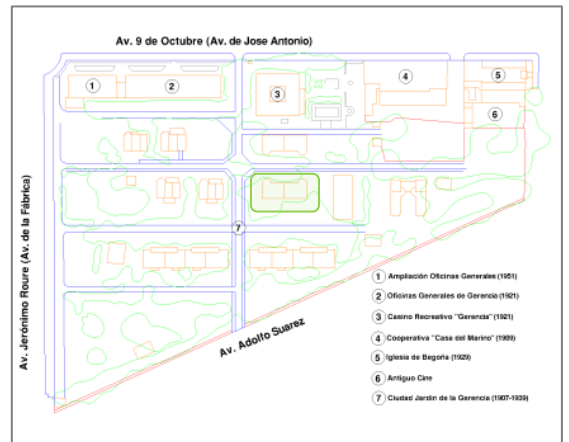 Av. 9 de Octubre (Av. de Jose Antonio)
1
2
3
4
5
6
7
Av. Jerónimo Roure (Av. de la Fábrica)
Av. Adolfo Suarez
1 Ampliación Oficinas Generales (1951)
2 Oficinas Generales de Gerencia (1921)
3 Casino Recreativo "Gerencia" (1921)
4 Cooperativa "Casa del Marino" (1909)
5 Iglesia de Begoña (1929)
6 Antiguo Cine
7 Ciudad Jardin de la Gerencia (1907-1939)